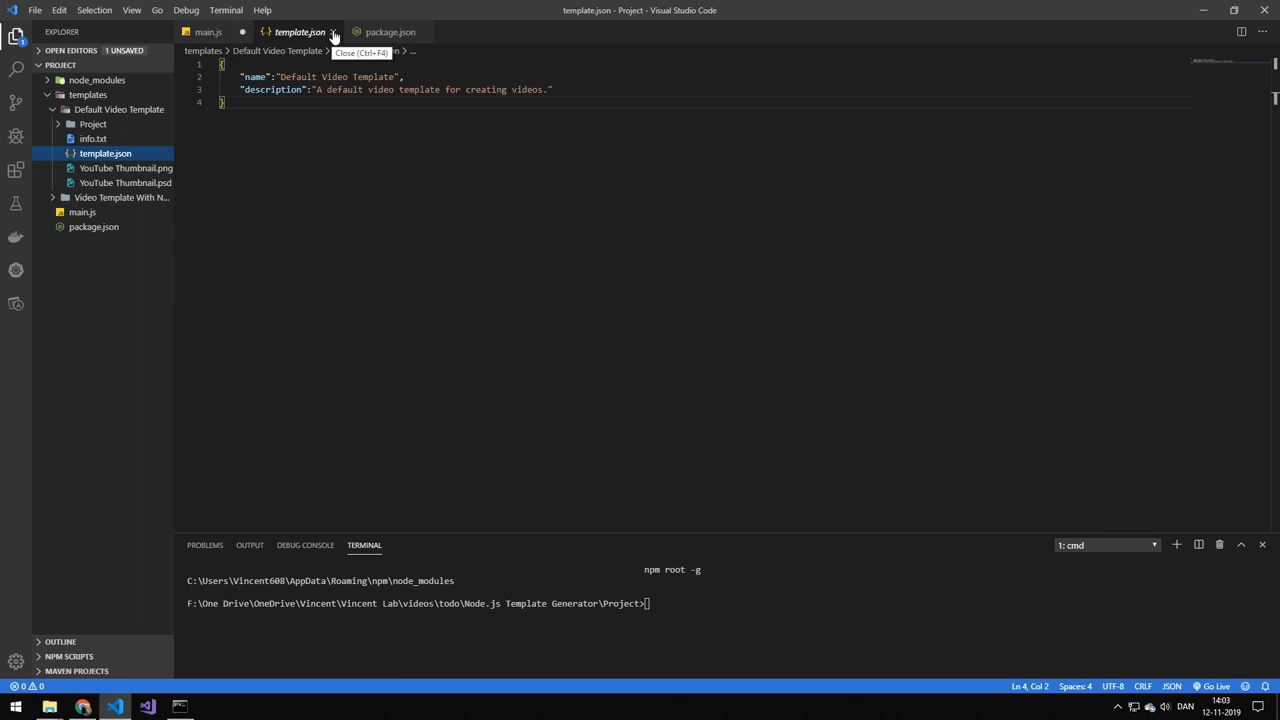 File Edit Selection View Go Debug Terminal Help
template.json - Project - Visual Studio Code
EXPLORER
main.js
template.json
package.json
OPEN EDITORS 1 UNSAVED
templates > Default Video Template > on > ...
Close (Ctrl+F4)
PROJECT
node_modules
templates
Default Video Template
Project
info.txt
template.json
YouTube Thumbnail.png
YouTube Thumbnail.psd
Video Template With N...
main.js
package.json
1 {
2 "name":"Default Video Template",
3 "description":"A default video template for creating videos."
4 }
PROBLEMS OUTPUT DEBUG CONSOLE TERMINAL
1: cmd
npm root -g
C:\Users\Vincent608\AppData\Roaming\npm\node_modules
F:\One Drive\OneDrive\Vincent\Vincent Lab\videos\todo\Node.js Template Generator\Project>
OUTLINE
NPM SCRIPTS
MAVEN PROJECTS
0 0
Ln 4, Col 2 Spaces: 4 UTF-8 CRLF JSON Go Live
DAN
14:03
12-11-2019